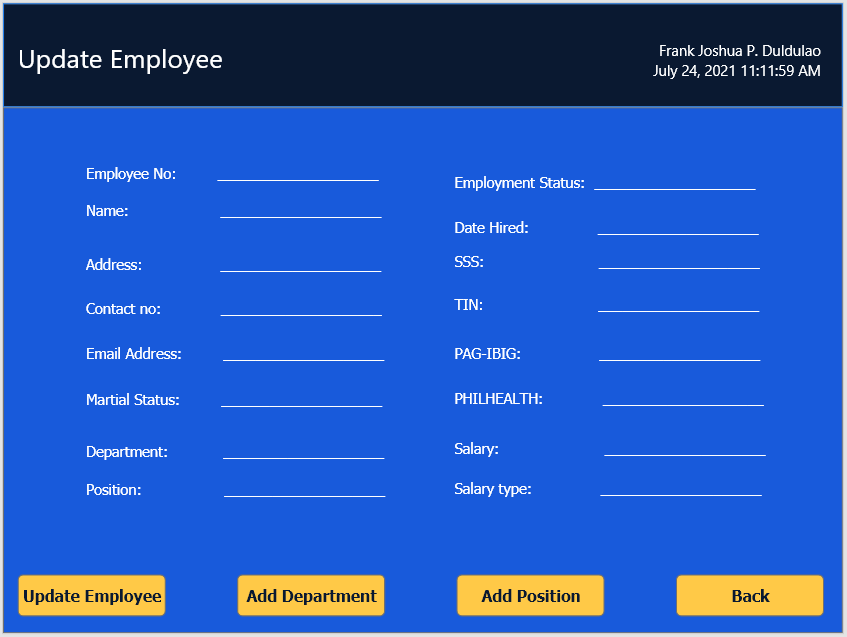 Update Employee
Frank Joshua P. Duldulao
July 24, 2021 11:11:59 AM
Employee No:
Name:
Address:
Contact no:
Email Address:
Martial Status:
Department:
Position:
Employment Status:
Date Hired:
SSS:
TIN:
PAG-IBIG:
PHILHEALTH:
Salary:
Salary type:
Update Employee
Add Department
Add Position
Back